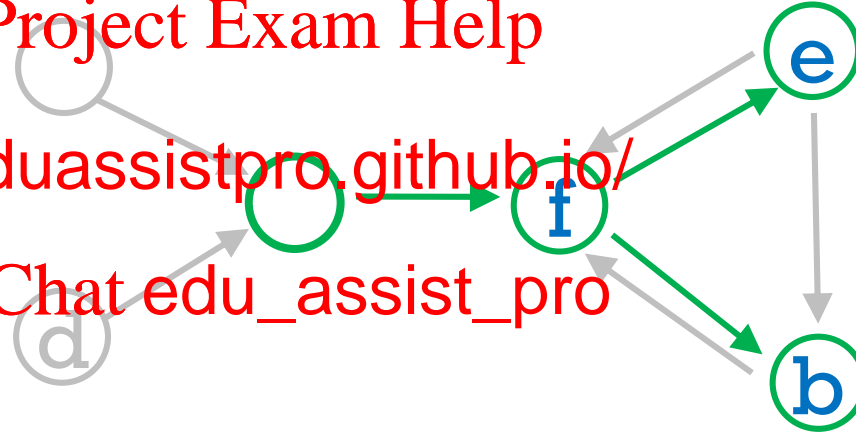 Project Exam Help
e
duassistpro.github.io/
f
Chat edu_assist_pro
d
b